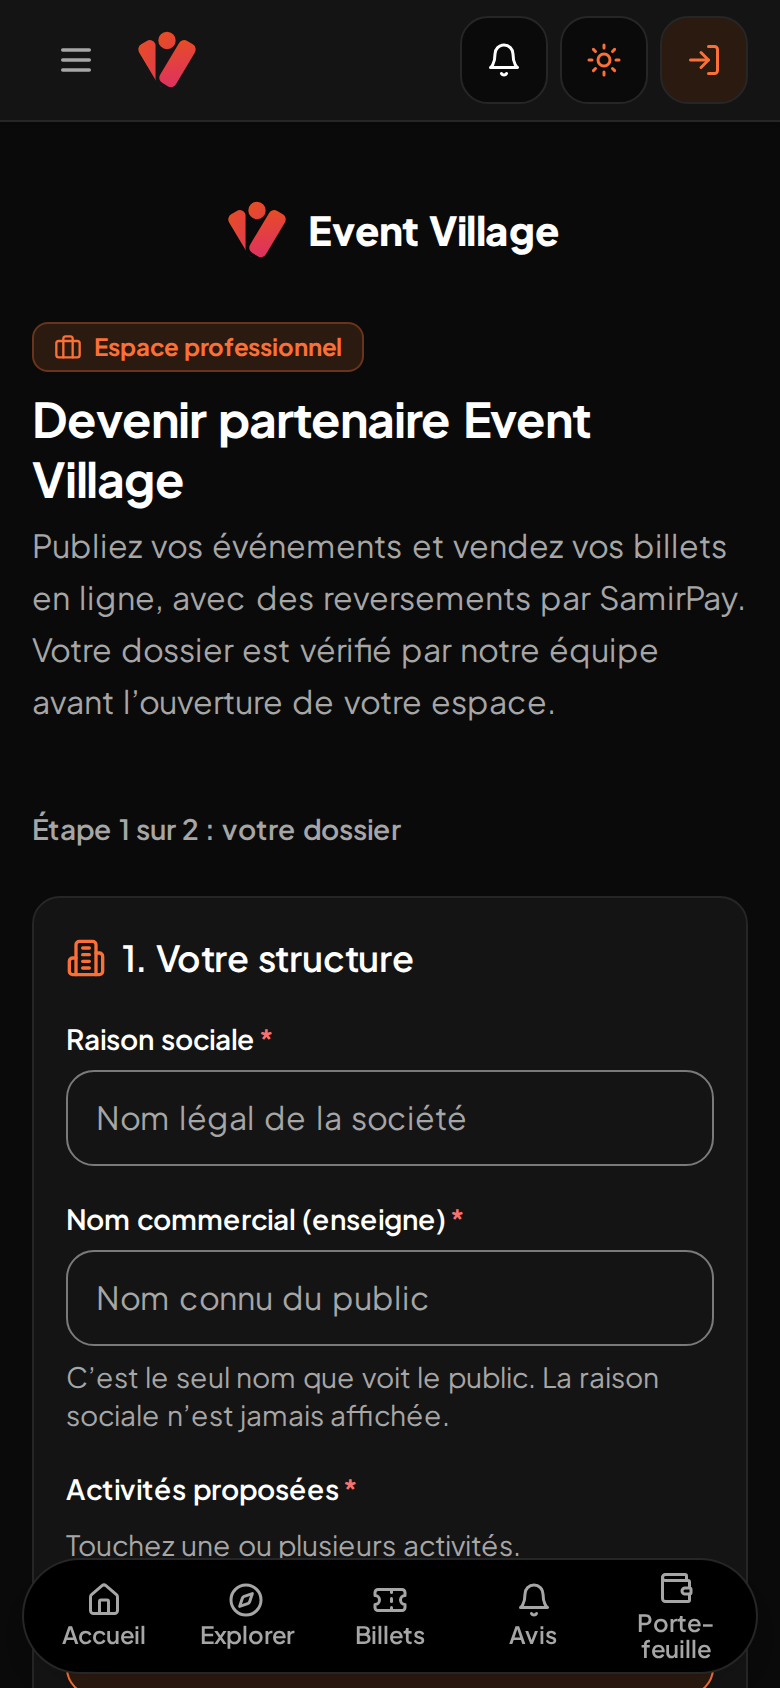 Event Village
Espace professionnel
Devenir partenaire Event
Village
Publiez vos événements et vendez vos billets
en ligne, avec des reversements par SamirPay.
Votre dossier est vérifié par notre équipe
avant l’ouverture de votre espace.
Étape 1 sur 2 : votre dossier
1. Votre structure
Raison sociale *
Nom légal de la société
Nom commercial (enseigne) *
Nom connu du public
C’est le seul nom que voit le public. La raison
sociale n’est jamais affichée.
Activités proposées *
Touchez une ou plusieurs activités.
Accueil
Explorer
Billets
Avis
Porte-
feuille